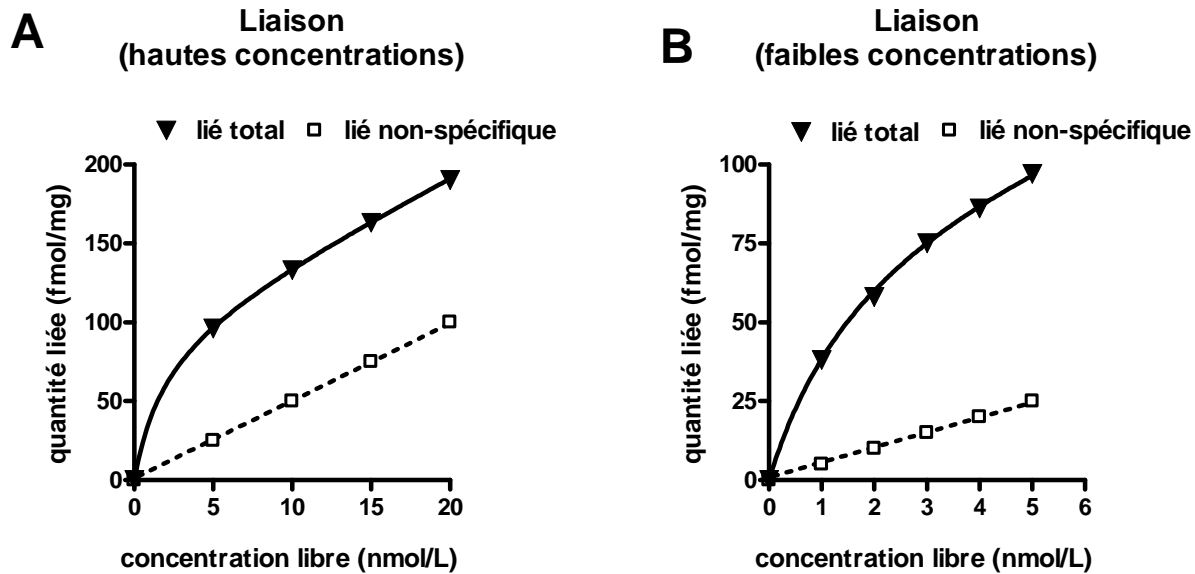 A
Liaison
(hautes concentrations)
lié total
lié non-spécifique
quantité liée (fmol/mg)
200
150
100
50
0
0 5 10 15 20
concentration libre (nmol/L)
B
Liaison
(faibles concentrations)
lié total
lié non-spécifique
quantité liée (fmol/mg)
100
75
50
25
0
0 1 2 3 4 5 6
concentration libre (nmol/L)